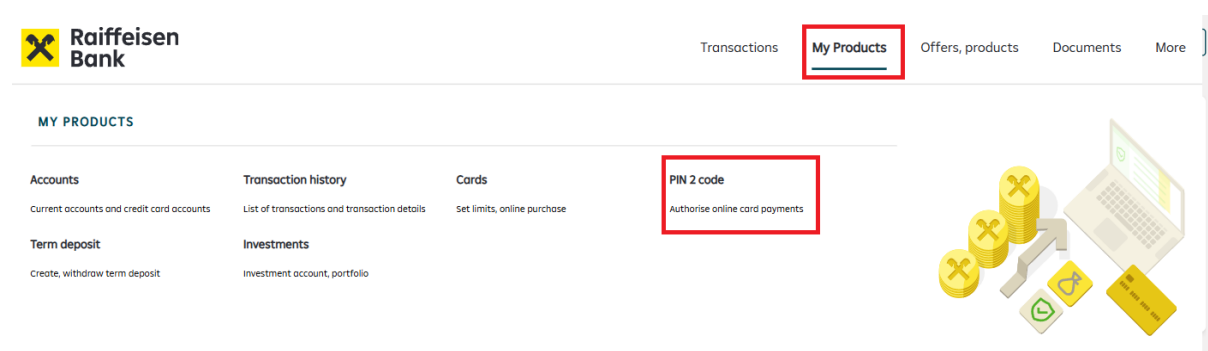 Raiffeisen
Bank
Transactions
My Products
Offers, products
Documents
More
MY PRODUCTS
Accounts
Current accounts and credit card accounts
Transaction history
List of transactions and transaction details
Cards
Set limits, online purchase
PIN 2 code
Authorise online card payments
Term deposit
Create, withdraw term deposit
Investments
Investment account, portfolio